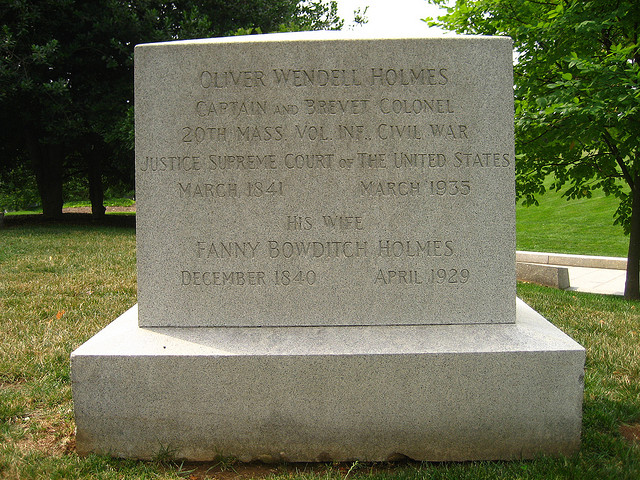 OLIVER WENDELL HOLMES
CAPTAIN AND BREVET COLONEL
20TH MASS. VOL. INF., CIVIL WAR
JUSTICE SUPREME COURT OF THE UNITED STATES
MARCH 1841 MARCH 1935
HIS WIFE
FANNY BOWDITCH HOLMES
DECEMBER 1840 APRIL 1929